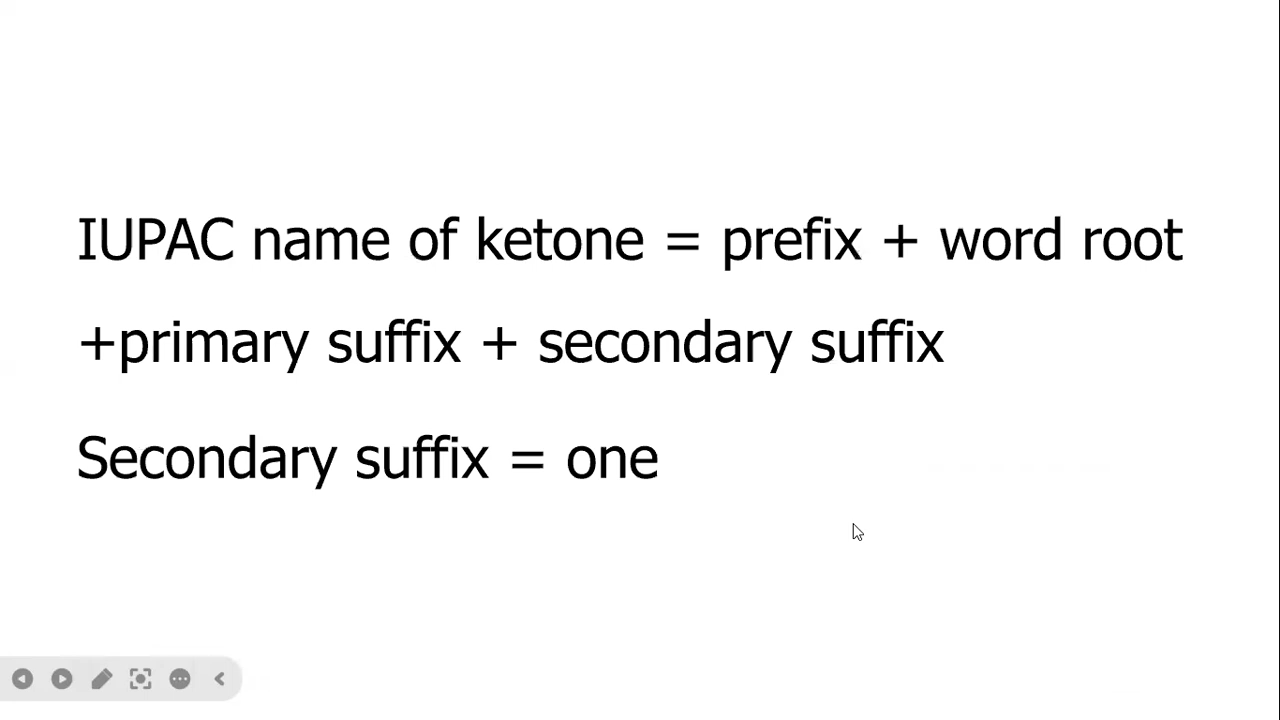 IUPAC name of ketone = prefix + word root
+primary suffix + secondary suffix
Secondary suffix = one